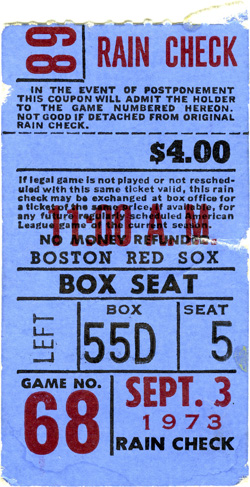 68
RAIN CHECK
IN THE EVENT OF POSTPONEMENT
THIS COUPON WILL ADMIT THE HOLDER
TO THE GAME NUMBERED HEREON.
NOT GOOD IF DETACHED FROM ORIGINAL
RAIN CHECK.
$4.00
If legal game is not played or not resched-
uled with this same ticket valid, this rain
check may be exchanged at box office for
a ticket of the same price, if available, for
any future regularly scheduled American
League game of the current season.
11:00 A.M.
NO MONEY REFUND
BOSTON RED SOX
BOX SEAT
LEFT
BOX
55D
SEAT
5
GAME NO.
68
SEPT. 3
1973
RAIN CHECK